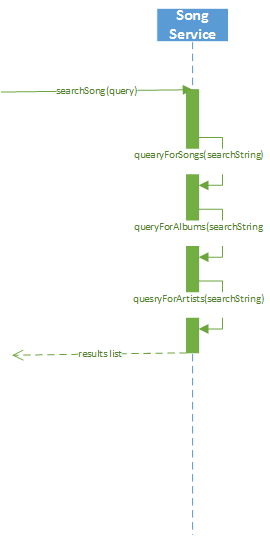 Song
Service
searchSong(query)
quearyForSongs(searchString)
queryForAlbums(searchString
quesryForArtists(searchString)
results list